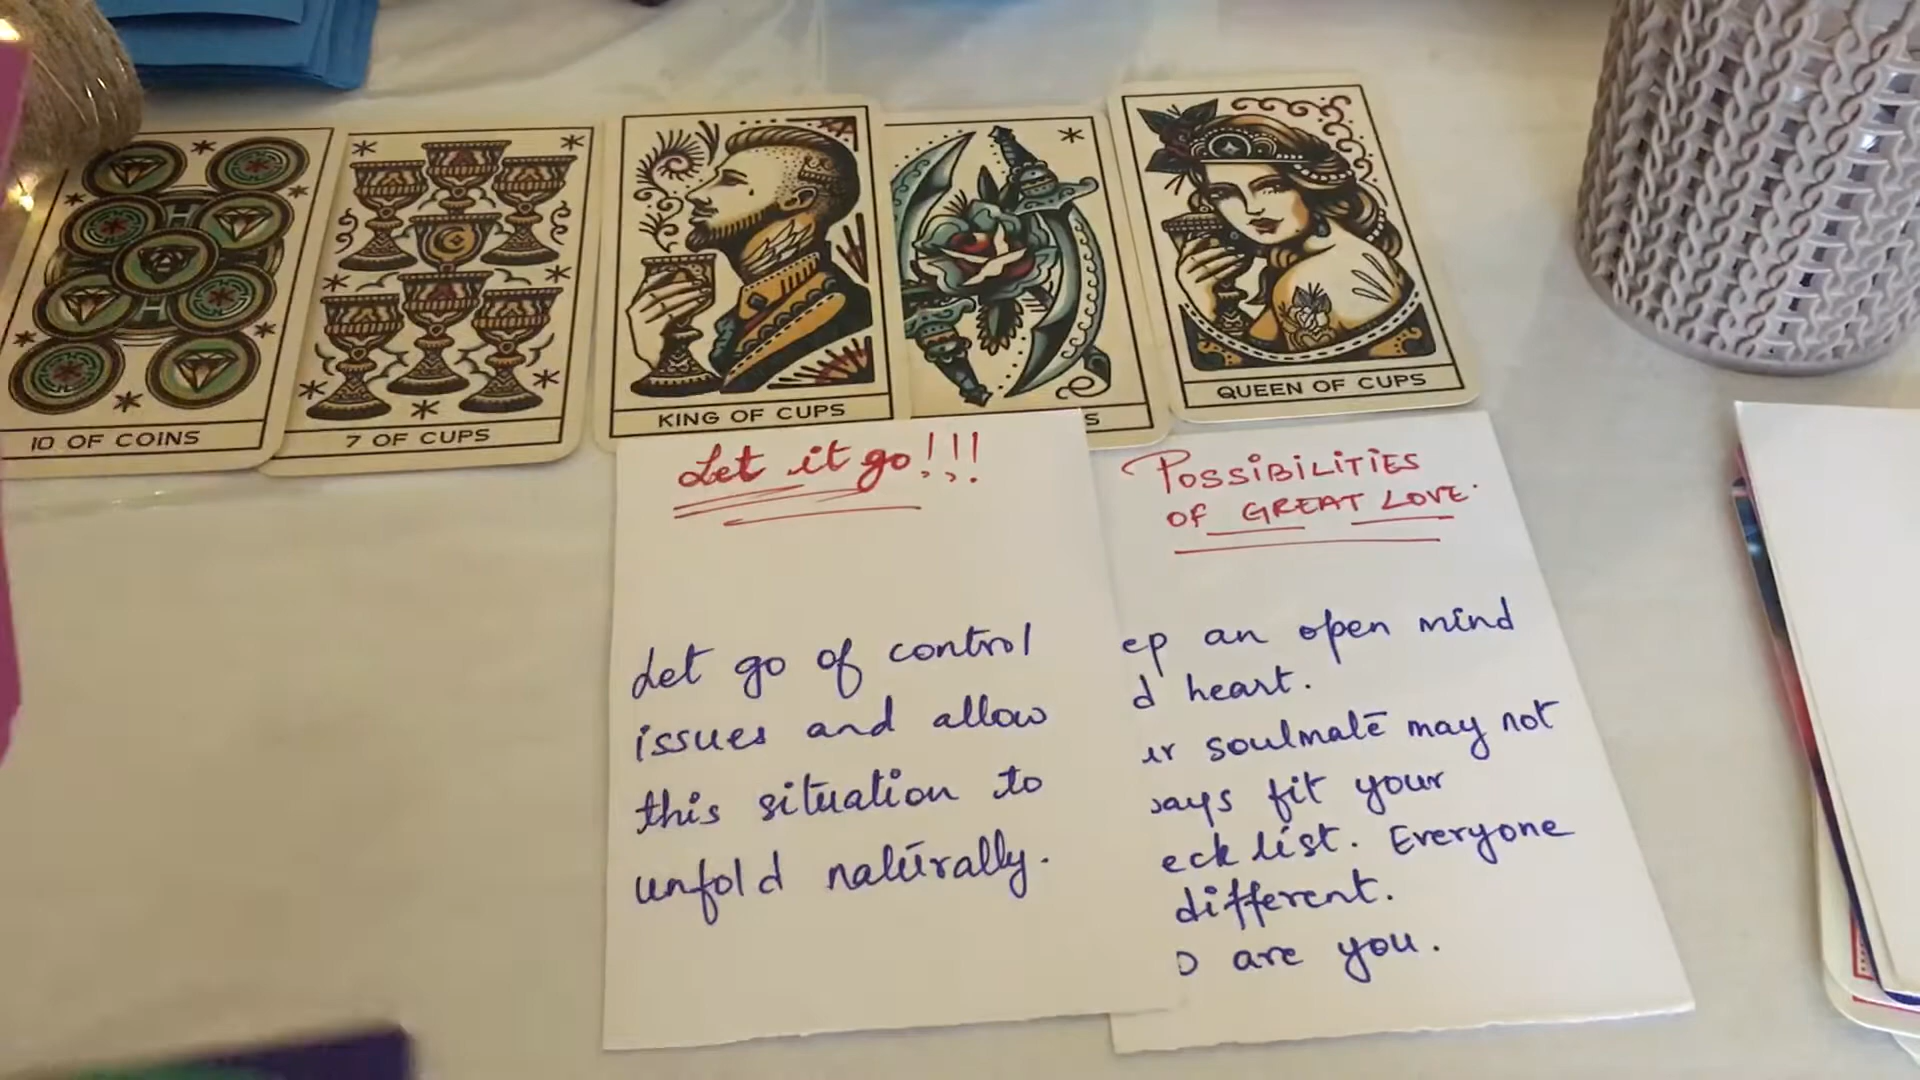 10 OF COINS
7 OF CUPS
KING OF CUPS
S
QUEEN OF CUPS
Let it go!!!
Let go of control
issues and allow
this situation to
unfold naturally.
POSSIBILITIES
OF GREAT LOVE.
ep an open mind
d heart.
ur soulmate may not
ays fit your
eck list. Everyone
different.
O are you.